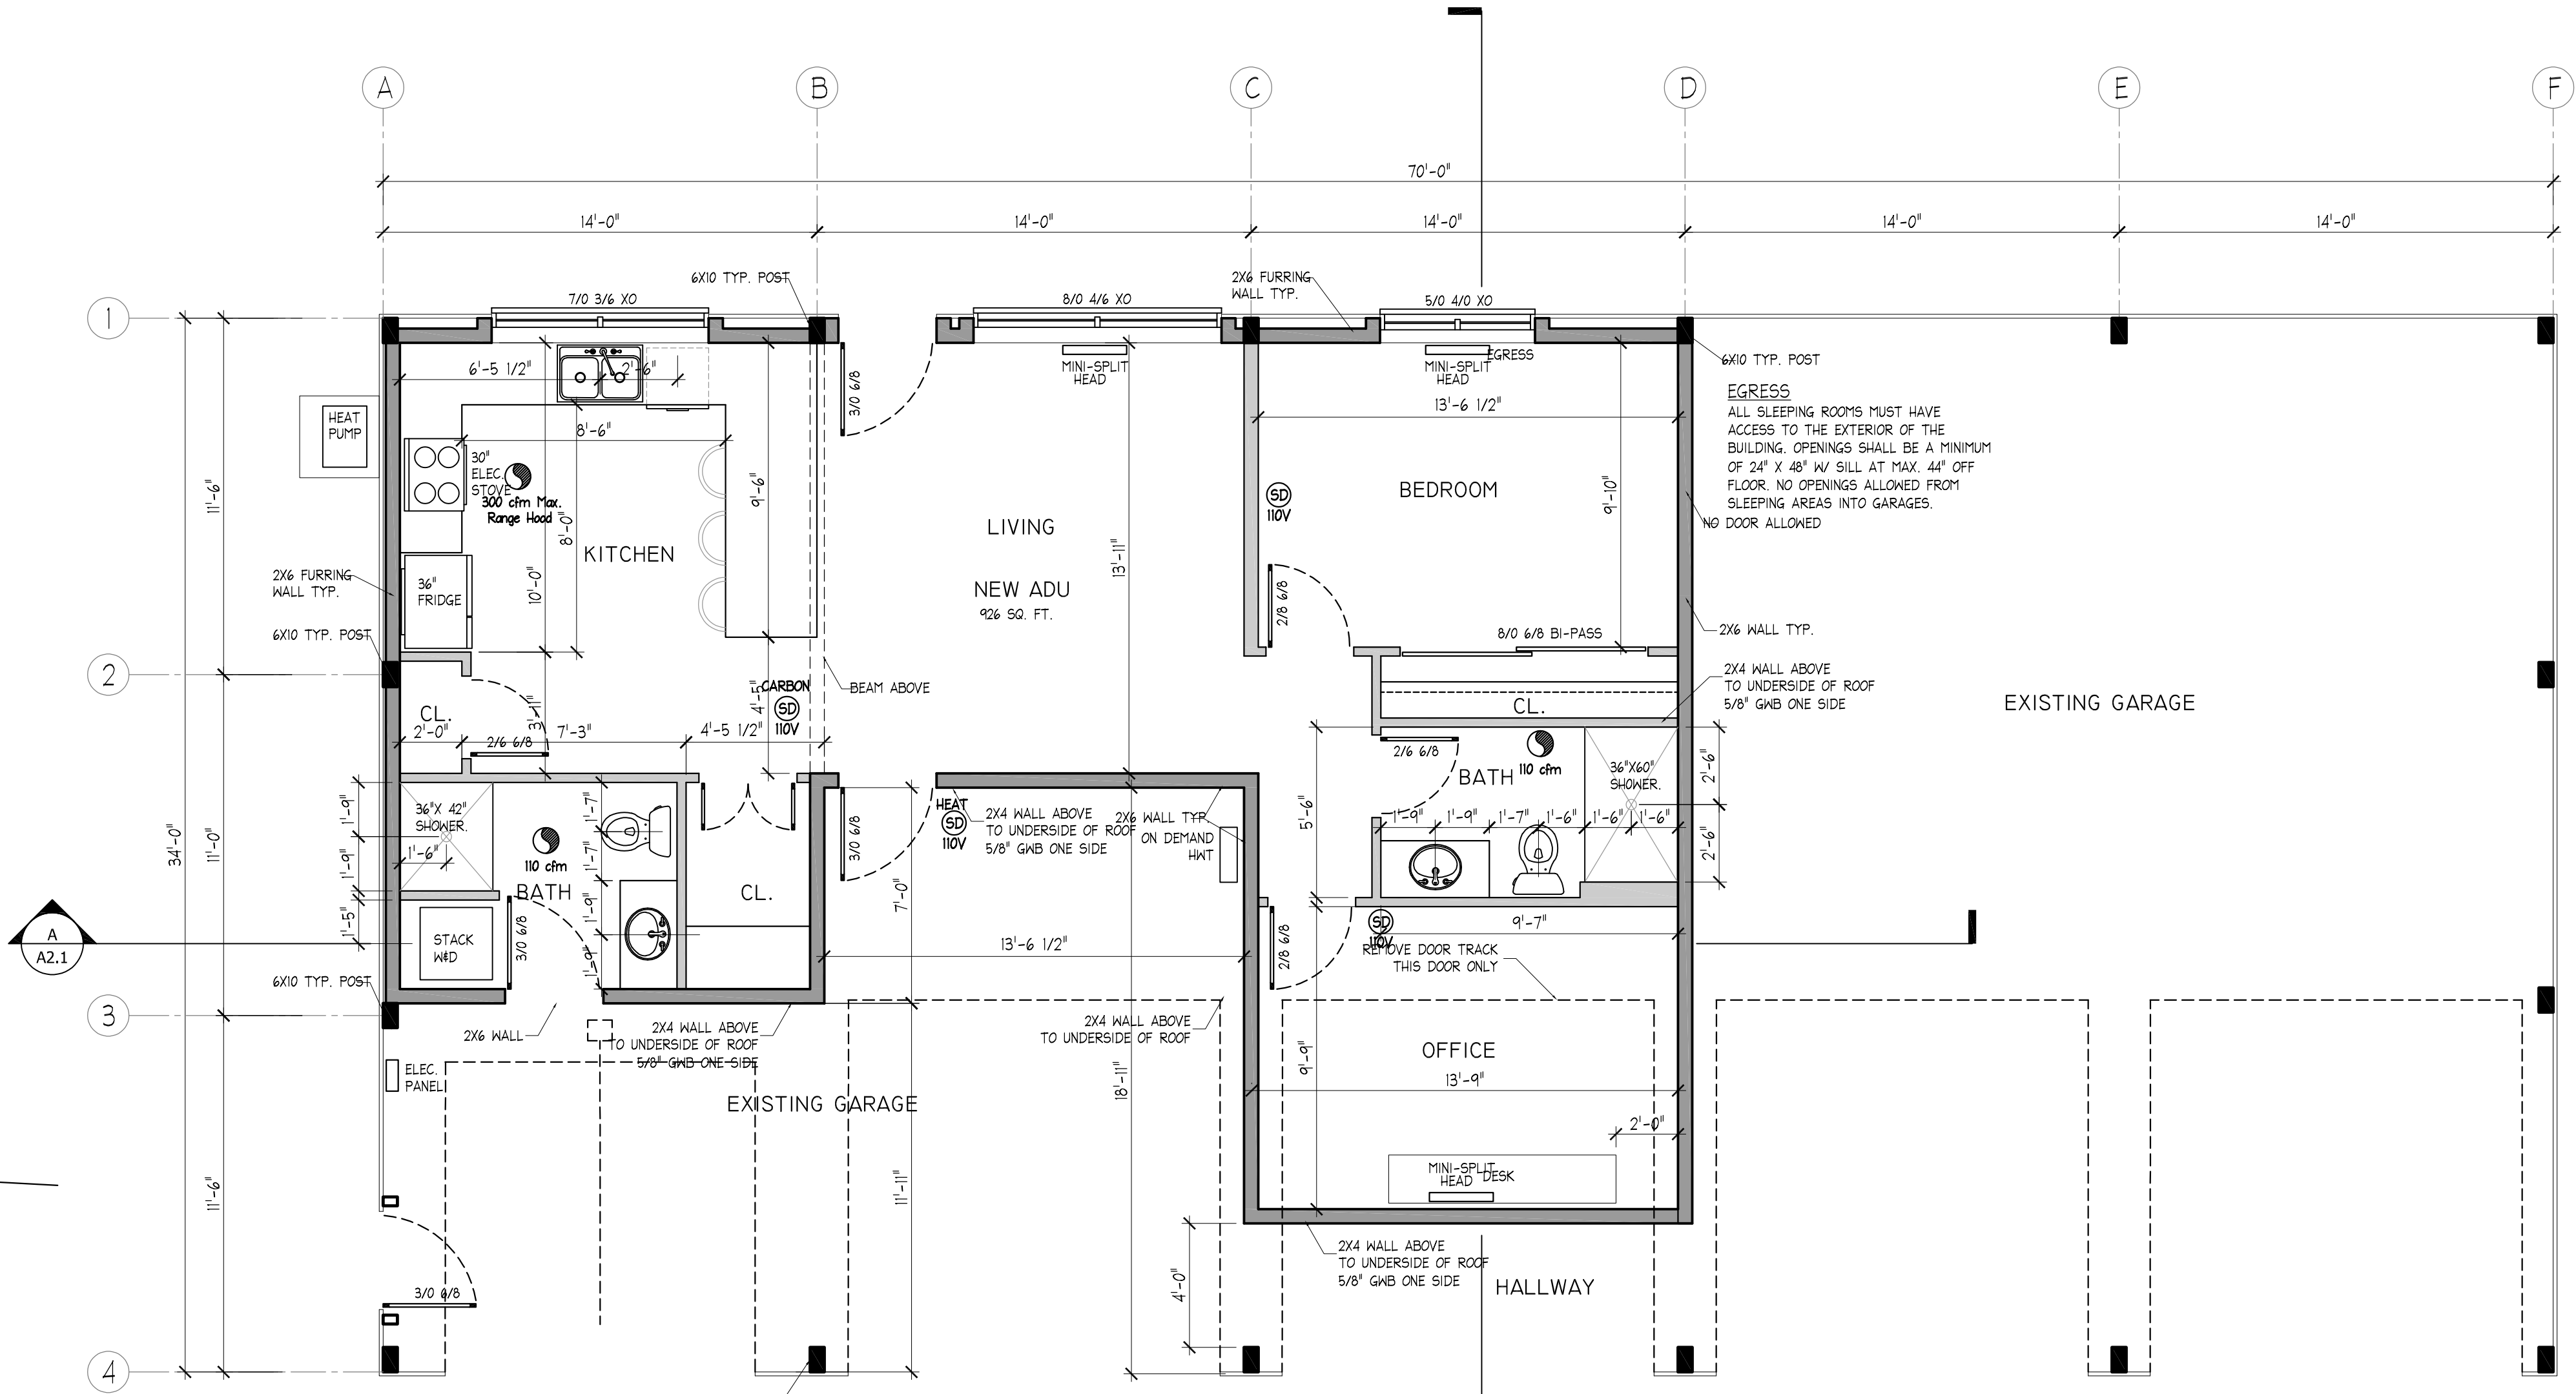 A
B
C
D
E
F
70'-0"
14'-0"
14'-0"
14'-0"
14'-0"
14'-0"
6X10 TYP. POST
2X6 FURRING
WALL TYP.
1
7/0 3/6 XO
8/0 4/6 XO
5/0 4/0 XO
6'-5 1/2"
2'-6"
MINI-SPLIT
HEAD
MINI-SPLIT
HEAD
EGRESS
6X10 TYP. POST
3/0 6/8
13'-6 1/2"
EGRESS
ALL SLEEPING ROOMS MUST HAVE
ACCESS TO THE EXTERIOR OF THE
BUILDING. OPENINGS SHALL BE A MINIMUM
OF 24" X 48" W/ SILL AT MAX. 44" OFF
FLOOR. NO OPENINGS ALLOWED FROM
SLEEPING AREAS INTO GARAGES.
NO DOOR ALLOWED
HEAT
PUMP
8'-6"
30"
ELEC.
STOVE
300 cfm Max.
Range Hood
11'-6"
8'-0"
9'-6"
KITCHEN
LIVING
13'-11"
SD
110V
BEDROOM
9'-10"
NEW ADU
926 SQ. FT.
2X6 FURRING
WALL TYP.
36"
FRIDGE
10'-0"
2/8 6/8
8/0 6/8 BI-PASS
2X6 WALL TYP.
6X10 TYP. POST
2
2X4 WALL ABOVE
TO UNDERSIDE OF ROOF
5/8" GWB ONE SIDE
EXISTING GARAGE
CARBON
SD
110V
BEAM ABOVE
4'-5"
CL.
3'-11"
CL.
2'-0"
7'-3"
4'-5 1/2"
2/6 6/8
2/6 6/8
BATH
110 cfm
36"X60"
SHOWER.
2'-6"
2'-6"
34'-0"
11'-0"
1'-9"
1'-9"
1'-5"
36"X 42"
SHOWER.
1'-6"
110 cfm
BATH
1'-7"
1'-7"
1'-9"
1'-9"
CL.
3/0 6/8
HEAT
SD
110V
2X4 WALL ABOVE
TO UNDERSIDE OF ROOF
5/8" GWB ONE SIDE
2X6 WALL TYP.
ON DEMAND
HWT
5'-6"
1'-9"
1'-9"
1'-7"
1'-6"
1'-6"
1'-6"
7'-0"
A
A2.1
STACK
W&D
3/0 6/8
13'-6 1/2"
2/8 6/8
SD
110V
9'-7"
REMOVE DOOR TRACK
THIS DOOR ONLY
6X10 TYP. POST
3
2X6 WALL
2X4 WALL ABOVE
TO UNDERSIDE OF ROOF
5/8" GWB ONE SIDE
2X4 WALL ABOVE
TO UNDERSIDE OF ROOF
OFFICE
9'-9"
13'-9"
ELEC.
PANEL
EXISTING GARAGE
18'-11"
2'-0"
11'-6"
11'-11"
MINI-SPLIT
HEAD
DESK
2X4 WALL ABOVE
TO UNDERSIDE OF ROOF
5/8" GWB ONE SIDE
4'-0"
HALLWAY
3/0 6/8
4